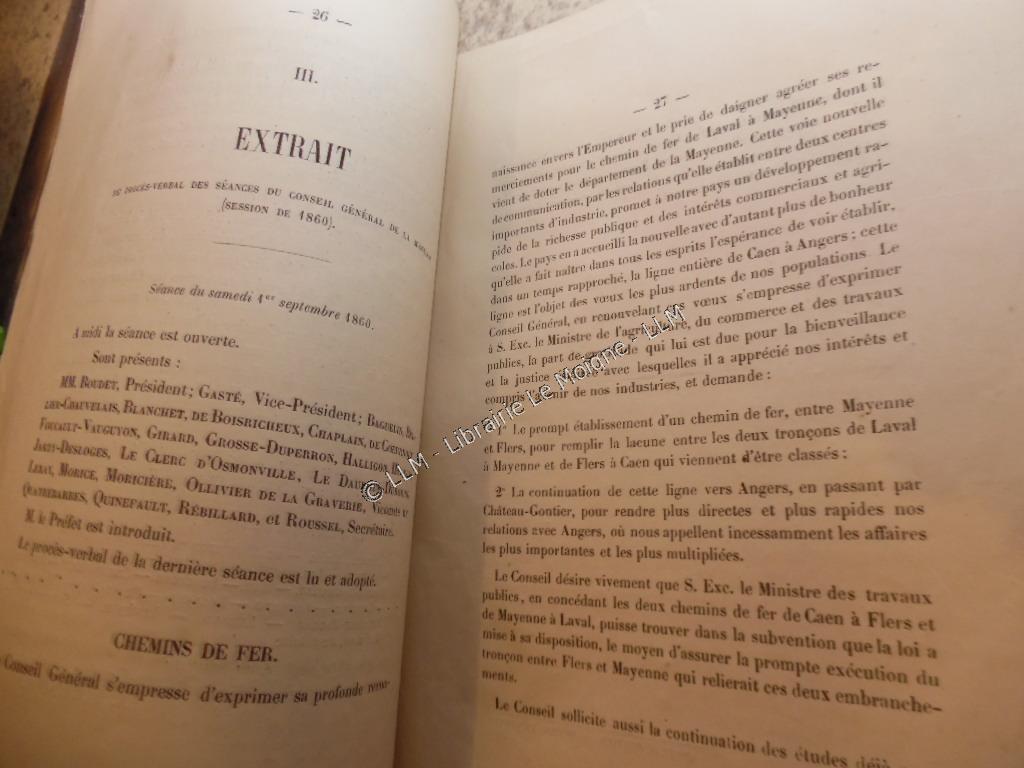 — 26 —
III.
EXTRAIT
DU PROCÈS-VERBAL DES SÉANCES DU CONSEIL GÉNÉRAL DE LA
(SESSION DE 1860).
Séance du samedi 1er septembre 1860.
A midi la séance est ouverte.
Sont présents :
MM. BOUDET, Président; GASTÉ, Vice-Président;
CHAUVELAIS, BLANCHET, DE BOISRICHEUX, CHAPLAIN, DE
FOUCAULT-VAUGUYON, GIRARD, GROSSE-DUPERRON, HALLIGON,
LE CLERC D'OSMONVILLE, LE
MORICE, MORICIÈRE, OLLIVIER DE LA GRAVERIE,
QUATREBARBES, QUINEFAULT, RÉBILLARD, et ROUSSEL, Secrétaire.
M. le Préfet est introduit.
Le procès-verbal de la dernière séance est lu et adopté.
CHEMINS DE FER.
Conseil Général s'empresse d'exprimer sa profonde recon-
— 27 —
naissance envers l'Empereur et le prie de daigner agréer ses re-
merciements pour le chemin de fer de Laval à Mayenne, dont il
vient de doter le département de la Mayenne. Cette voie nouvelle
de communication, par les relations qu'elle établit entre deux centres
importants d'industrie, promet à notre pays un développement ra-
pide de la richesse publique et des intérêts commerciaux et agri-
coles. Le pays en a accueilli la nouvelle avec d'autant plus de bonheur
qu'elle a fait naître dans tous les esprits l'espérance de voir établir,
dans un temps rapproché, la ligne entière de Caen à Angers; cette
ligne est l'objet des vœux les plus ardents de nos populations. Le
Conseil Général, en renouvelant ces vœux s'empresse d'exprimer
à S. Exc. le Ministre de l'agriculture, du commerce et des travaux
publics, la part de qui lui est due pour la bienveillance
et la justice avec lesquelles il a apprécié nos intérêts et
compris l'avenir de nos industries, et demande :
1° Le prompt établissement d'un chemin de fer, entre Mayenne
et Flers, pour remplir la lacune entre les deux tronçons de Laval
à Mayenne et de Flers à Caen qui viennent d'être classés;
2° La continuation de cette ligne vers Angers, en passant par
Château-Gontier, pour rendre plus directes et plus rapides nos
relations avec Angers, où nous appellent incessamment les affaires
les plus importantes et les plus multipliées.
Le Conseil désire vivement que S. Exc. le Ministre des travaux
publics, en concédant les deux chemins de fer de Caen à Flers et
de Mayenne à Laval, puisse trouver dans la subvention que la loi a
mise à sa disposition, le moyen d'assurer la prompte exécution du
tronçon entre Flers et Mayenne qui relierait ces deux embranche-
ments.
Le Conseil sollicite aussi la continuation des études déjà
© LLM - Librairie Le Moigne - LLM